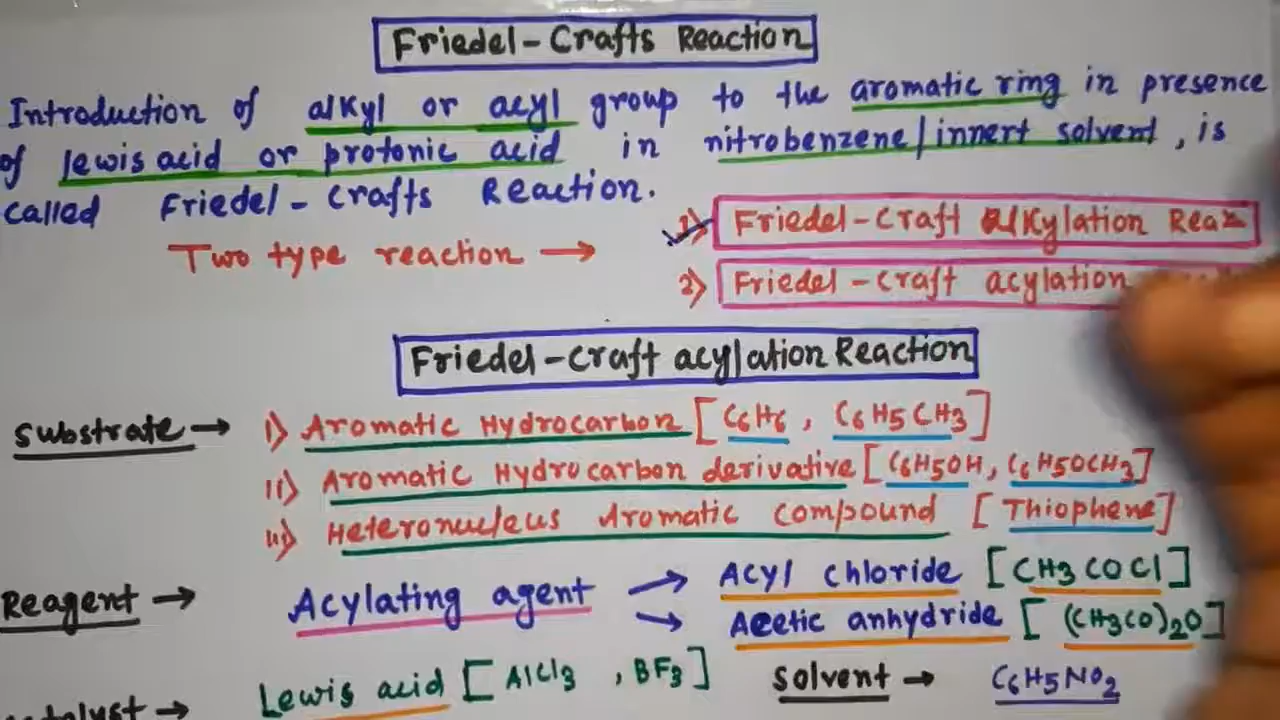 Friedel-Crafts Reaction
Introduction of alkyl or acyl group to the aromatic ring in presence
of lewis acid or protonic acid in nitrobenzene/innert solvent, is
called Friedel-Crafts Reaction.
Two type reaction → 1) Friedel-Craft alkylation Reaxn
2) Friedel-Craft acylation
Friedel-Craft acylation Reaction
Substrate → i) Aromatic Hydrocarbon [C6H6, C6H5CH3]
ii) Aromatic Hydrocarbon derivative [C6H5OH, C6H5OCH3]
iii) Heteronucleus Aromatic Compound [Thiophene]
Reagent → Acylating agent → Acyl chloride [CH3COCl]
→ Acetic anhydride [(CH3CO)2O]
Lewis acid [AlCl3, BF3] Solvent → C6H5NO2